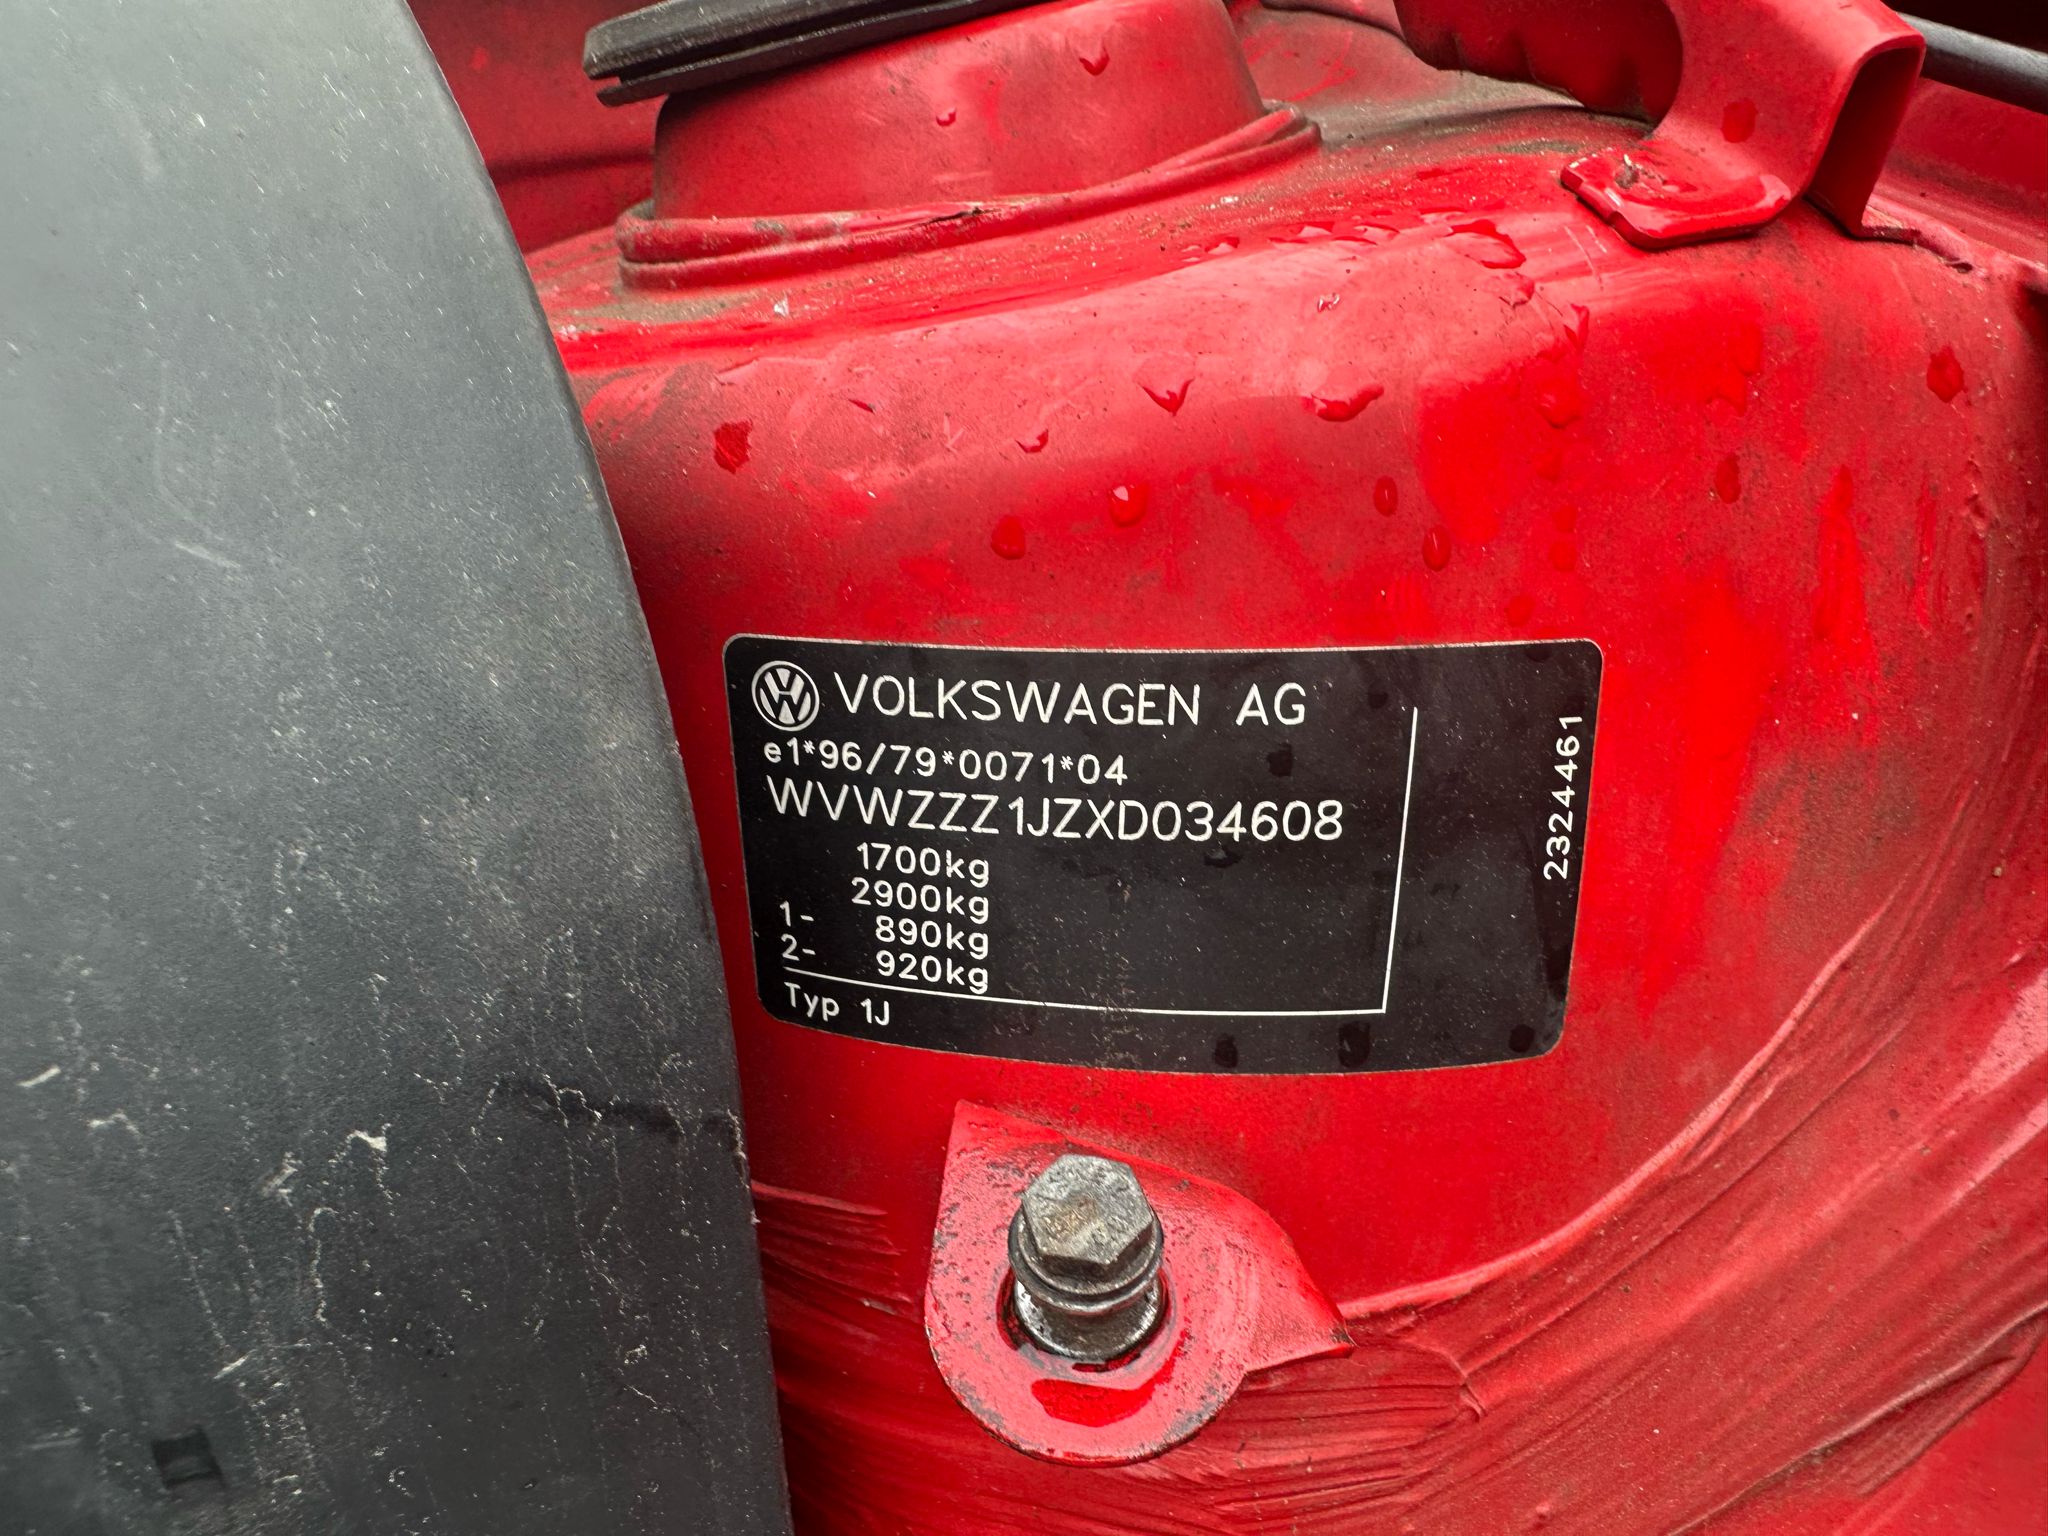 VOLKSWAGEN AG
e1*96/79*0071*04
WVWZZZ1JZXD034608
1700kg
2900kg
1- 890kg
2- 920kg
Typ 1J
2324461